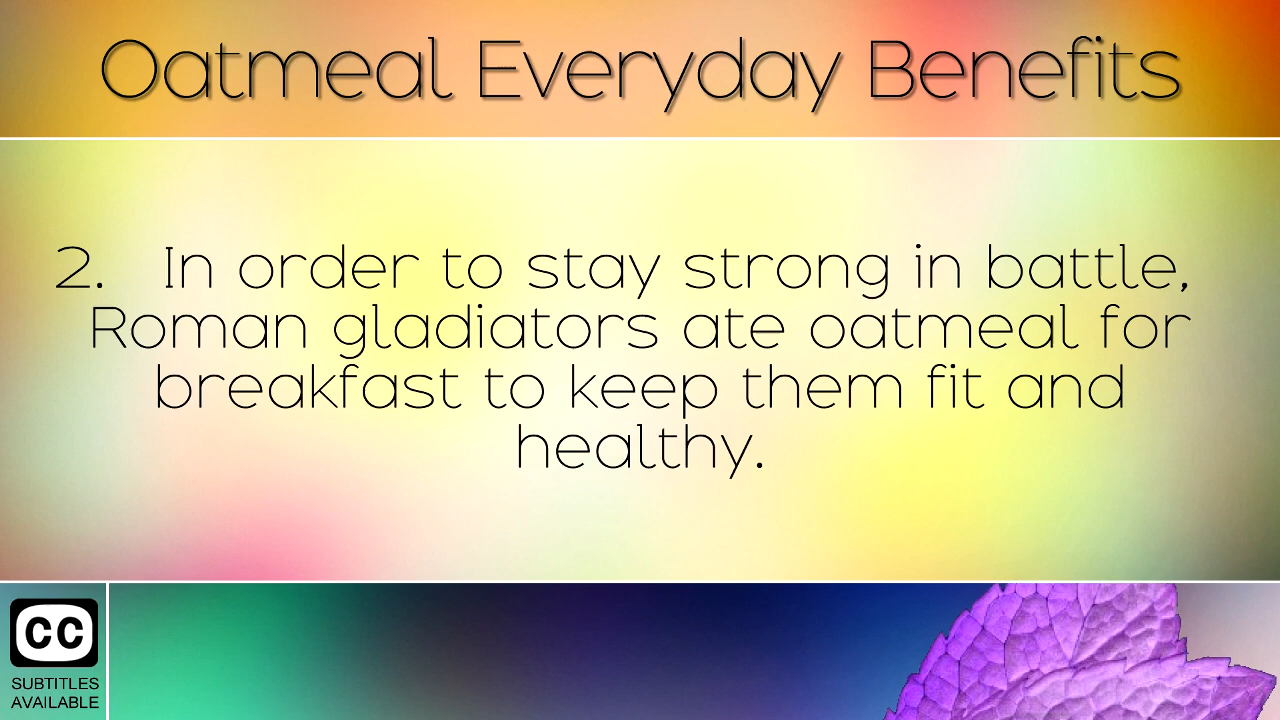 Oatmeal Everyday Benefits
2. In order to stay strong in battle,
Roman gladiators ate oatmeal for
breakfast to keep them fit and
healthy.
CC
SUBTITLES
AVAILABLE